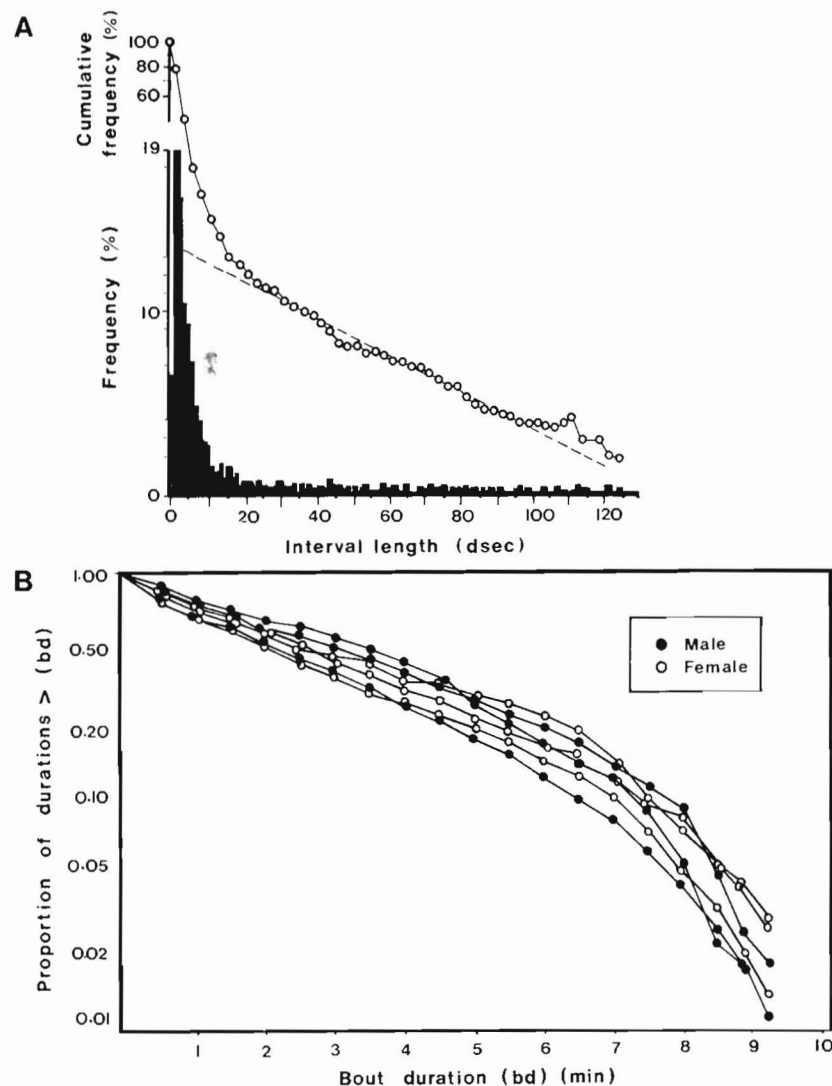 A
Cumulative frequency (%)
100
80
60
19
Frequency (%)
10
0
0 20 40 60 80 100 120
Interval length (dsec)
B
Proportion of durations > (bd)
1·00
0·50
0·20
0·10
0·05
0·02
0·01
Male
Female
1 2 3 4 5 6 7 8 9 10
Bout duration (bd) (min)